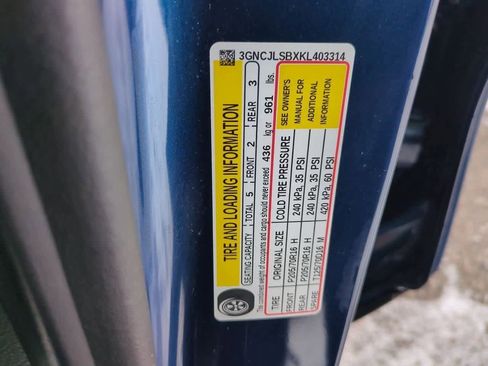 3GNCJLSBXKL403314
TIRE AND LOADING INFORMATION
SEATING CAPACITY TOTAL 5 FRONT 2 REAR 3
The combined weight of occupants and cargo should never exceed 436 kg or 961 lbs.
TIRE ORIGINAL SIZE COLD TIRE PRESSURE
FRONT P205/70R16 H 240 kPa, 35 PSI
REAR P205/70R16 H 240 kPa, 35 PSI
SPARE T125/70D16 M 420 kPa, 60 PSI
SEE OWNER'S
MANUAL FOR
ADDITIONAL
INFORMATION